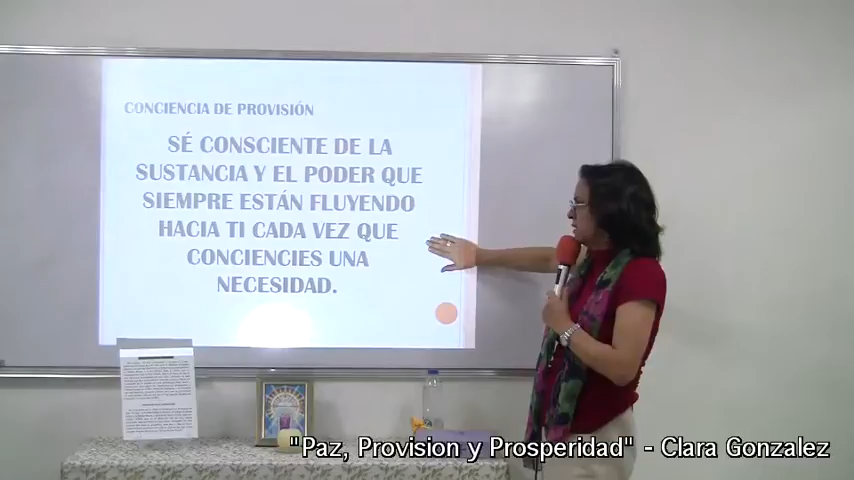 CONCIENCIA DE PROVISIÓN
SÉ CONSCIENTE DE LA
SUSTANCIA Y EL PODER QUE
SIEMPRE ESTÁN FLUYENDO
HACIA TI CADA VEZ QUE
CONCIENCIES UNA
NECESIDAD.
"Paz, Provision y Prosperidad" - Clara Gonzalez